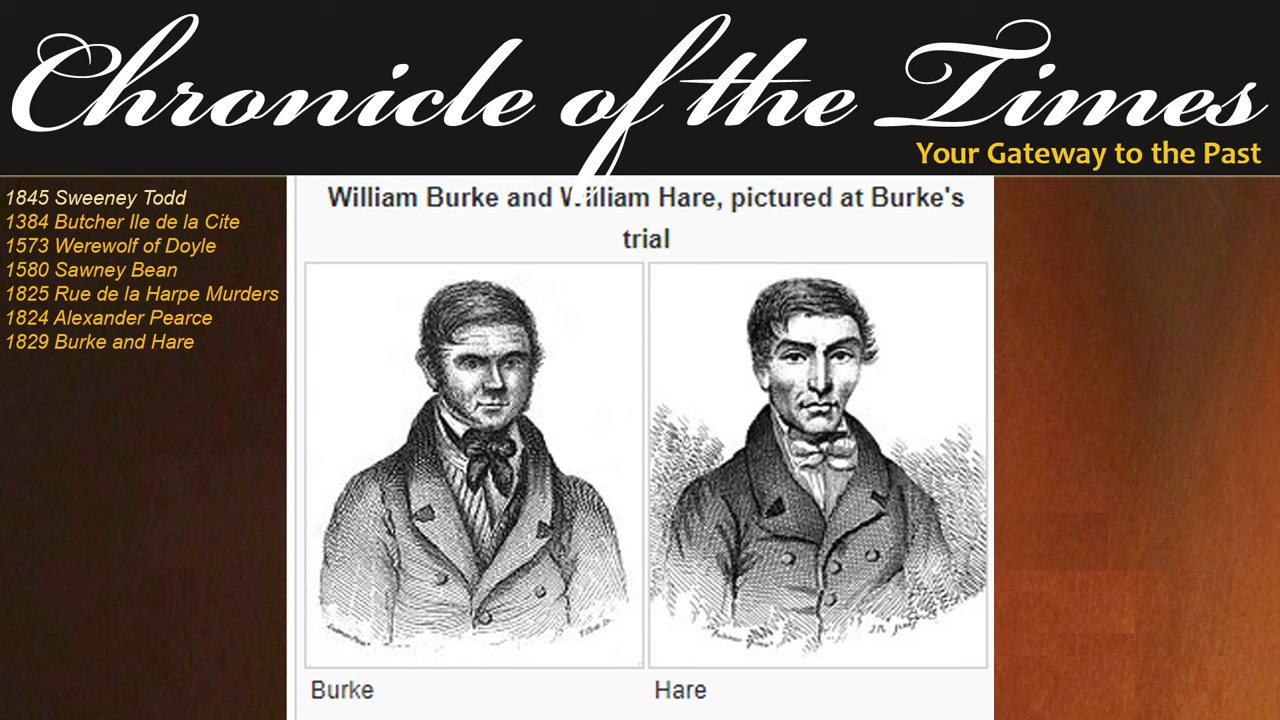 Chronicle of the Times
Your Gateway to the Past
1845 Sweeney Todd
1384 Butcher Ile de la Cite
1573 Werewolf of Doyle
1580 Sawney Bean
1825 Rue de la Harpe Murders
1824 Alexander Pearce
1829 Burke and Hare
William Burke and William Hare, pictured at Burke's
trial
Burke
Hare